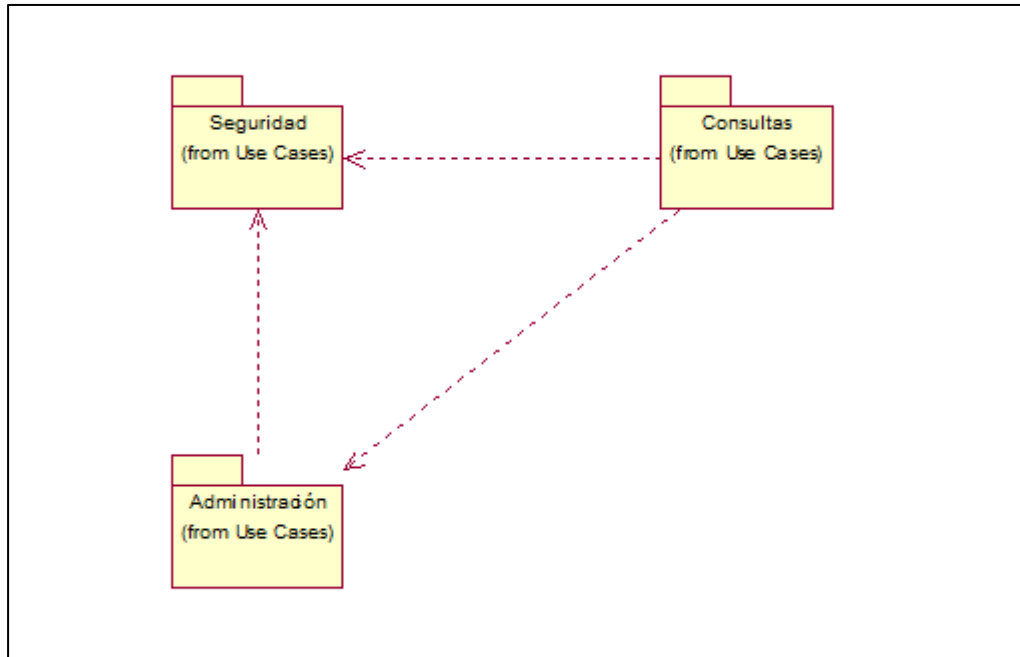 Seguridad
(from Use Cases)
Consultas
(from Use Cases)
Administración
(from Use Cases)